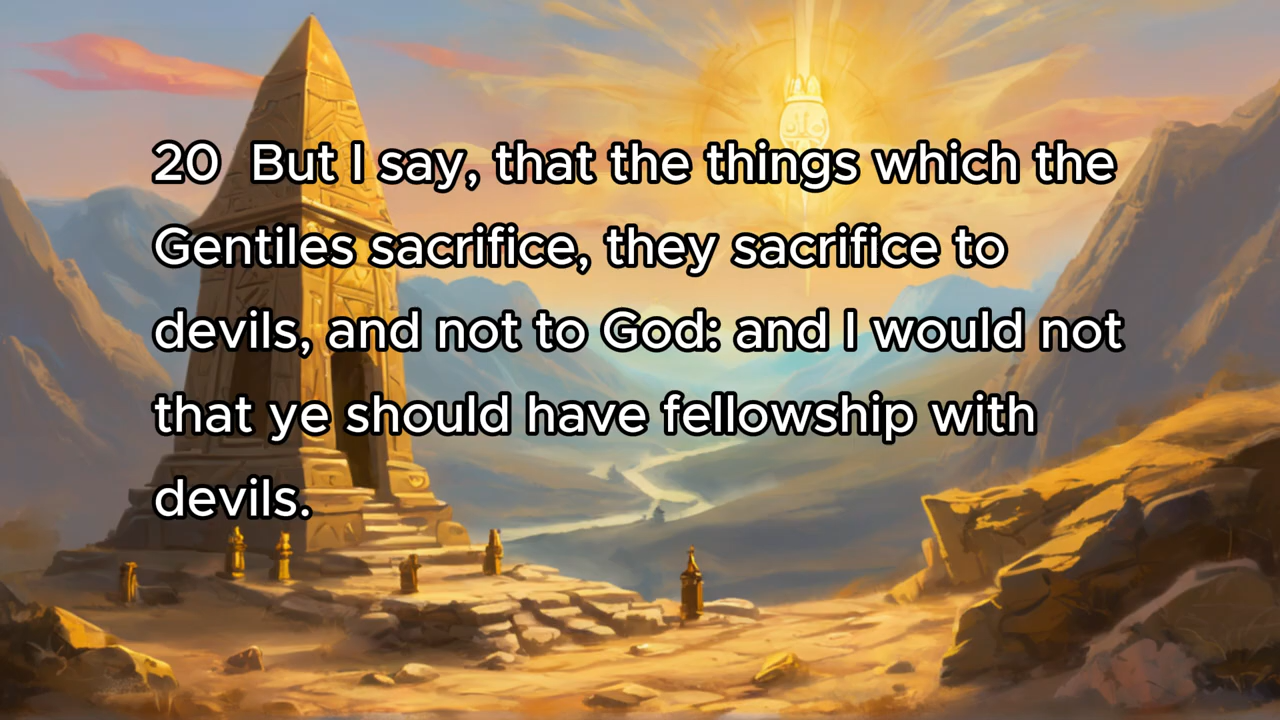 20 But I say, that the things which the
Gentiles sacrifice, they sacrifice to
devils, and not to God: and I would not
that ye should have fellowship with
devils.